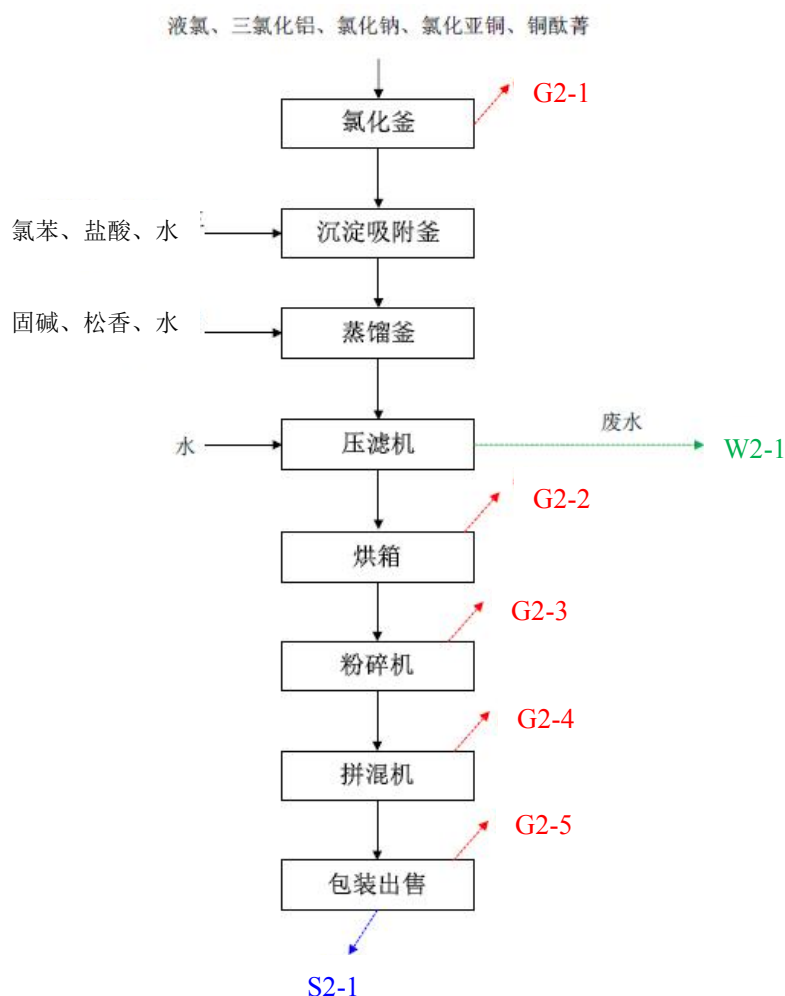 液氯、三氯化铝、氯化钠、氯化亚铜、铜酞菁
G2-1
氯化釜
氯苯、盐酸、水
沉淀吸附釜
固碱、松香、水
蒸馏釜
废水
水
压滤机
W2-1
G2-2
烘箱
G2-3
粉碎机
G2-4
拼混机
G2-5
包装出售
S2-1